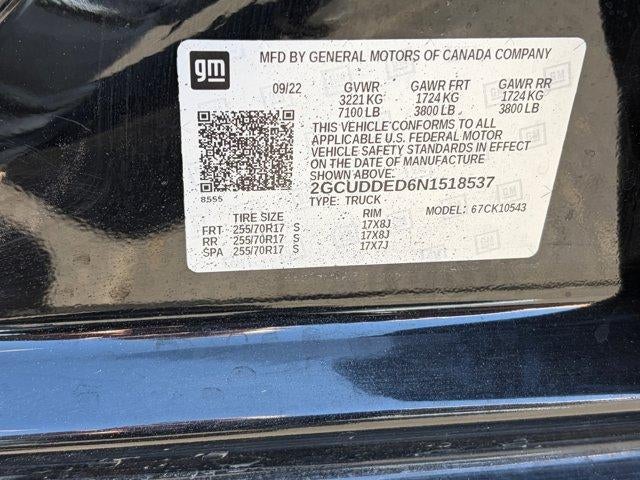 gm
MFD BY GENERAL MOTORS OF CANADA COMPANY
09/22 GVWR GAWR FRT GAWR RR
3221 KG 1724 KG 1724 KG
7100 LB 3800 LB 3800 LB
THIS VEHICLE CONFORMS TO ALL
APPLICABLE U.S. FEDERAL MOTOR
VEHICLE SAFETY STANDARDS IN EFFECT
ON THE DATE OF MANUFACTURE
SHOWN ABOVE.
8555
2GCUDDED6N1518537
TYPE: TRUCK MODEL: 67CK10543
TIRE SIZE RIM
FRT 255/70R17 S 17X8J
RR 255/70R17 S 17X8J
SPA 255/70R17 S 17X7J